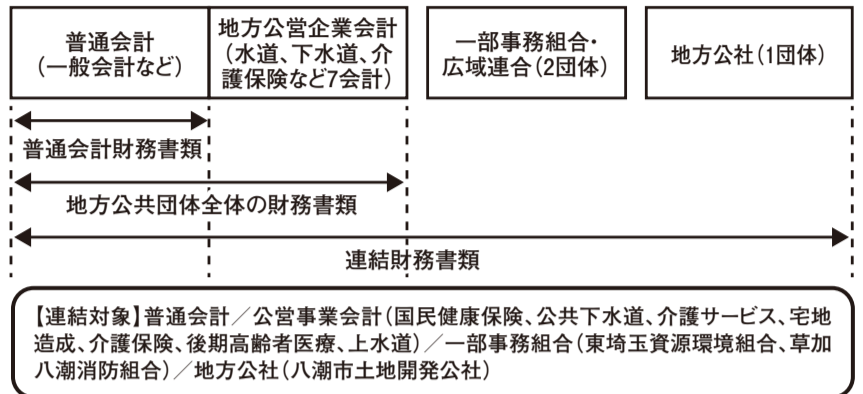 普通会計
(一般会計など)
地方公営企業会計
(水道、下水道、介
護保険など7会計)
一部事務組合・
広域連合(2団体)
地方公社(1団体)
普通会計財務書類
地方公共団体全体の財務書類
連結財務書類
【連結対象】普通会計／公営事業会計(国民健康保険、公共下水道、介護サービス、宅地
造成、介護保険、後期高齢者医療、上水道)／一部事務組合(東埼玉資源環境組合、草加
八潮消防組合)／地方公社(八潮市土地開発公社)